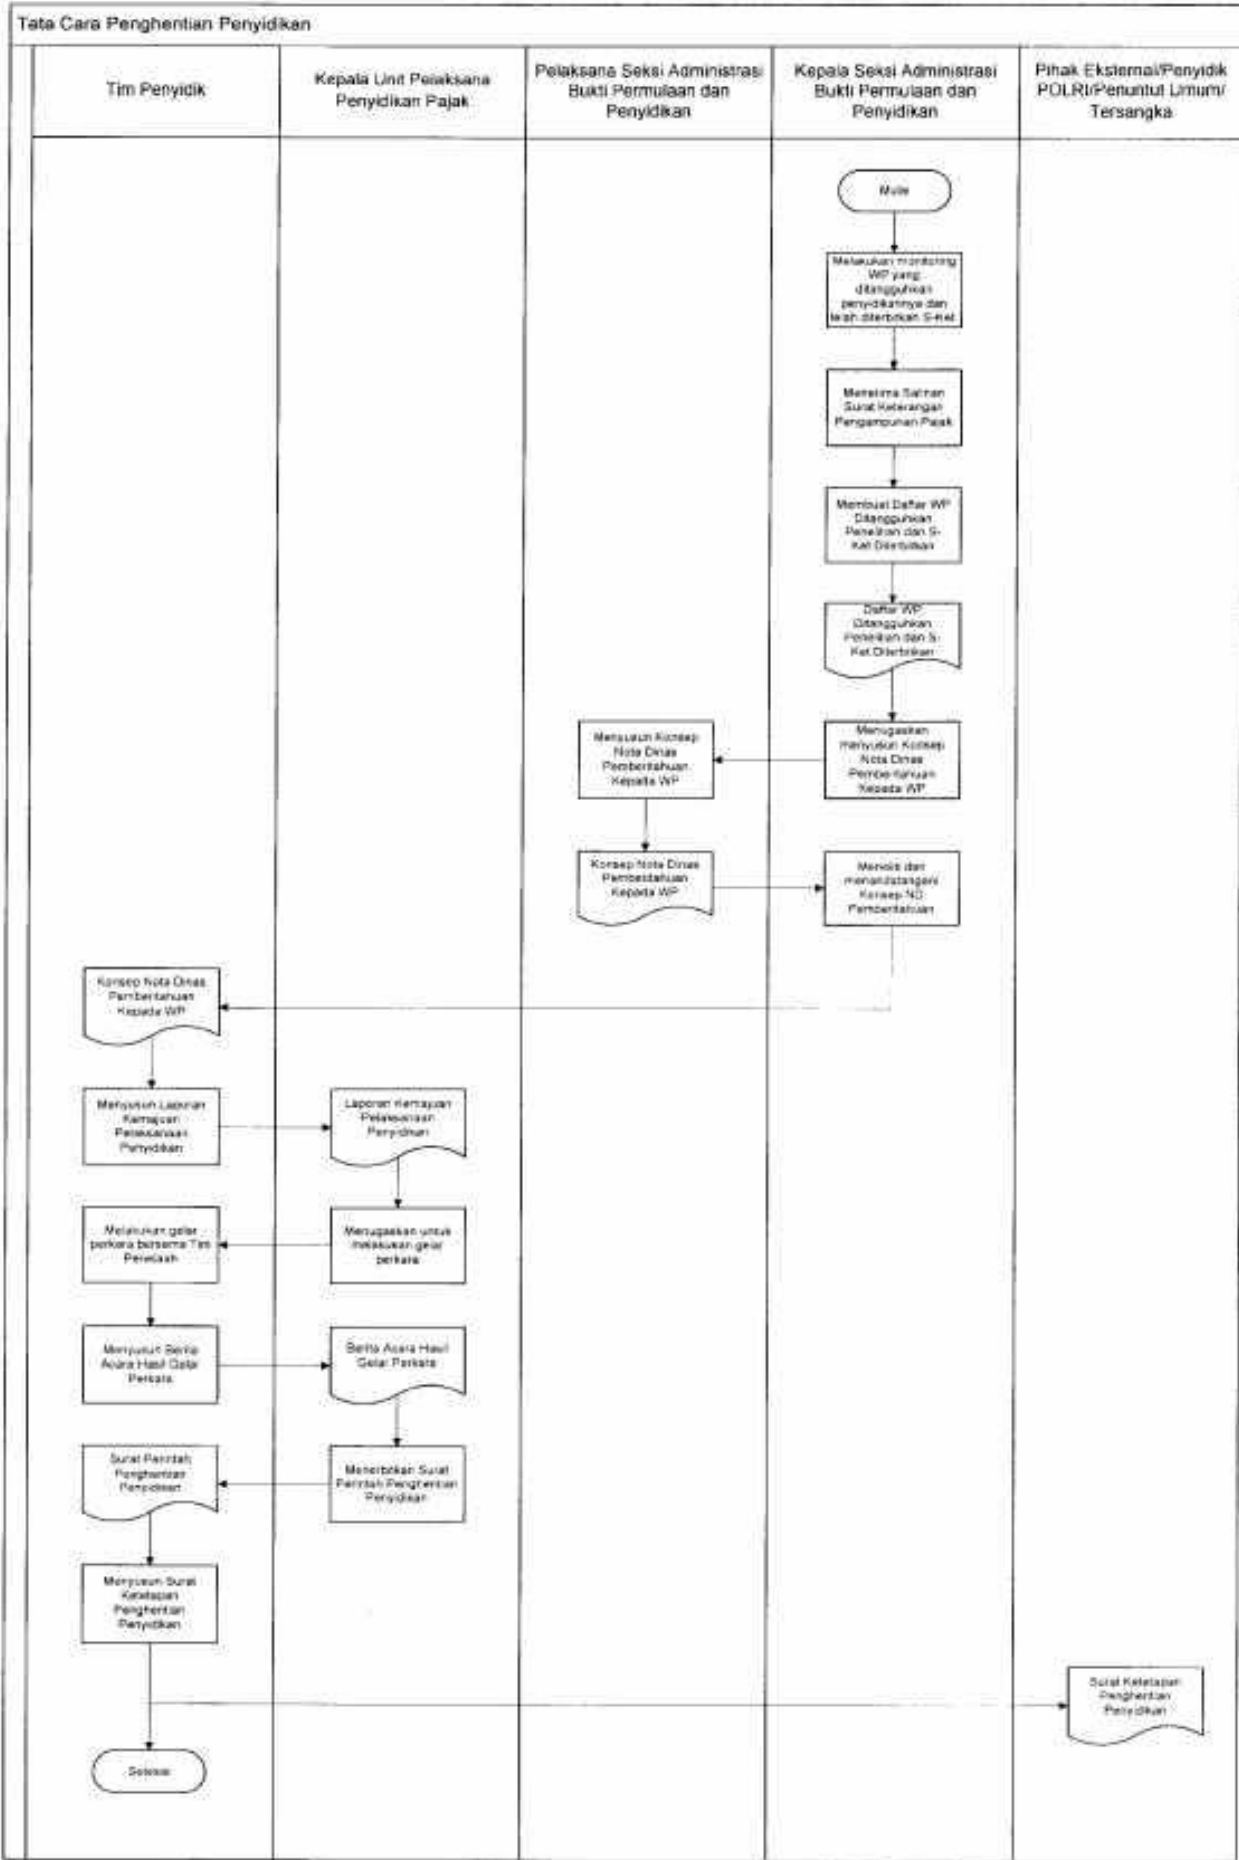 Tata Cara Penghentian Penyidikan
Tim Penyidik
Kepala Unit Pelaksana
Penyidikan Pajak
Pelaksana Seksi Administrasi
Bukti Permulaan dan
Penyidikan
Kepala Seksi Administrasi
Bukti Permulaan dan
Penyidikan
Pihak Eksternal/Penyidik
POLRI/Penuntut Umum/
Tersangka
Mulai
Melakukan monitoring
WP yang
ditangguhkan
penyidikannya dan
telah diterbitkan S-Ket
Menerima Salinan
Surat Keterangan
Pengampunan Pajak
Membuat Daftar WP
Ditangguhkan
Penelitian dan S-
Ket Diterbitkan
Daftar WP
Ditangguhkan
Penelitian dan S-
Ket Diterbitkan
Menugaskan
menyusun Konsep
Nota Dinas
Pemberitahuan
Kepada WP
Menyusun Konsep
Nota Dinas
Pemberitahuan
Kepada WP
Konsep Nota Dinas
Pemberitahuan
Kepada WP
Meneliti dan
menandatangani
Konsep ND
Pemberitahuan
Konsep Nota Dinas
Pemberitahuan
Kepada WP
Menyusun Laporan
Kemajuan
Pelaksanaan
Penyidikan
Laporan Kemajuan
Pelaksanaan
Penyidikan
Menugaskan untuk
melakukan gelar
perkara
Melakukan gelar
perkara bersama Tim
Penelaah
Menyusun Berita
Acara Hasil Gelar
Perkara
Berita Acara Hasil
Gelar Perkara
Menerbitkan Surat
Perintah Penghentian
Penyidikan
Surat Perintah
Penghentian
Penyidikan
Menyusun Surat
Ketetapan
Penghentian
Penyidikan
Surat Ketetapan
Penghentian
Penyidikan
Selesai